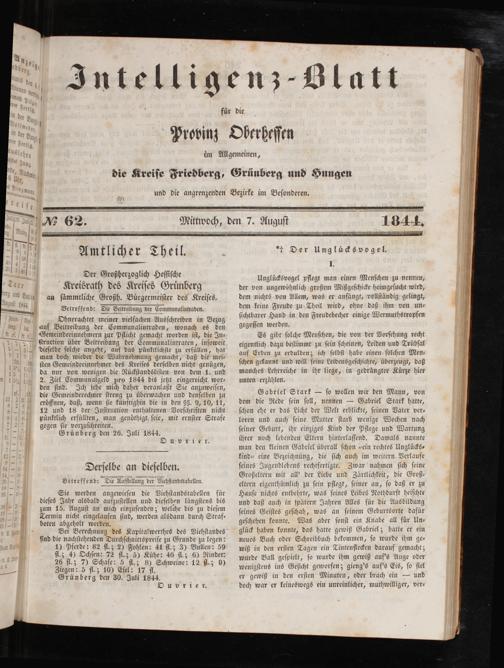 Intelligenz-Blatt
für die
Provinz Oberhessen
im Allgemeinen,
die Kreise Friedberg, Grünberg und Hungen
und die angrenzenden Bezirke im Besonderen.
№ 62. Mittwoch, den 7. August 1844.
Amtlicher Theil.
Der Großherzoglich Hessische
Kreisrath des Kreises Grünberg
an sämmtliche Großh. Bürgermeister des Kreises.
Betreffend: Die Beitreibung der Communalintraden.
Ohnerachtet meiner vielfachen Ausschreiben in Bezug
auf Beitreibung der Communalintraden, wonach es den
Gemeindeeinnehmern zur Pflicht gemacht worden ist, die In-
struction über Beitreibung der Communalintraden, insoweit
dieselbe solche angeht, auf das pünktlichste zu erfüllen, hat
man doch wieder die Wahrnehmung gemacht, daß die mei-
sten Gemeindeeinnehmer des Kreises derselben nicht genügen,
da nur von wenigen die Rückstandslisten von dem 1. und
2. Ziel Communalgeld pro 1844 bis jetzt eingereicht wor-
den sind. Ich sehe mich daher veranlaßt Sie anzuweisen,
die Gemeinderechner streng zu überwachen und denselben zu
eröffnen, daß, wenn sie künftighin die in den §§. 9, 10, 11,
12 und 18 der Instruction enthaltenen Vorschriften nicht
pünktlich erfüllten, man genöthigt sei, mit ernster Strafe
gegen sie vorzuschreiten.
Grünberg den 26. Juli 1844.
Ouvrier.
Derselbe an dieselben.
Betreffend: Die Aufstellung der Viehstandstabellen.
Sie werden angewiesen die Viehstandstabellen für
dieses Jahr alsbald aufzustellen und dieselben längstens bis
zum 15. August an mich einzusenden; welche bis zu diesem
Termin nicht eingelaufen sind, werden alsdann durch Straf-
boten abgeholt werden.
Bei Berechnung des Kapitalwerthes des Viehstandes
sind die nachstehenden Durchschnittspreise zu Grunde zu legen:
1) Pferde: 82 fl.; 2) Fohlen: 44 fl.; 3) Bullen: 59
fl.; 4) Ochsen: 72 fl.; 5) Kühe: 46 fl.; 6) Rinder:
26 fl.; 7) Schafe: 5 fl.; 8) Schweine: 12 fl.; 9)
Ziegen: 5 fl.; 10) Esel: 17 fl.
Grünberg den 30. Juli 1844.
Ouvrier.
*⁎* Der Unglücksvogel.
I.
Unglücksvogel pflegt man einen Menschen zu nennen,
der von ungewöhnlich großem Mißgeschicke heimgesucht wird,
dem nichts von Allem, was er anfängt, vollständig gelingt,
dem keine Freude zu Theil wird, ohne daß ihm von un-
sichtbarer Hand in den Freudebecher einige Wermuthstropfen
gegossen werden.
Es gibt solche Menschen, die von der Vorsehung recht
eigentlich dazu bestimmt zu sein scheinen, Leiden und Trübsal
auf Erden zu erdulden; ich selbst habe einen solchen Men-
schen gekannt und will seine Leidensgeschichte, überzeugt, daß
manches Lehrreiche in ihr liege, in gedrängter Kürze hier
unten erzählen.
Gabriel Stark — so wollen wir den Mann, von
dem die Rede sein soll, nennen — Gabriel Stark hatte,
schon ehe er das Licht der Welt erblickte, seinen Vater ver-
loren und auch seine Mutter starb wenige Wochen nach
seiner Geburt, ihr einziges Kind der Pflege und Wartung
ihrer noch lebenden Eltern hinterlassend. Damals nannte
man den kleinen Gabriel überall schon »ein rechtes Unglücks-
kind« eine Bezeichnung, die sich auch im weitern Verlaufe
seines Jugendlebens rechtfertigte. Zwar nahmen sich seine
Großeltern mit all' der Liebe und Zärtlichkeit, die Groß-
eltern eigenthümlich zu sein pflegt, seiner an, so daß er zu
Hause nichts entbehrte, was seines Leibes Nothdurft heischte
und daß auch in spätern Jahren Alles für die Ausbildung
seines Geistes geschah, was an seinem Geburtsorte dafür
geschehen konnte. Was aber sonst ein Knabe all für Un-
glück haben konnte, das hatte gewiß Gabriel; hatte er ein
neues Buch oder Schreibbuch bekommen, so wurde ihm ge-
wiß in den ersten Tagen ein Tintenflecken darauf gemacht;
wurde Ball gespielt, so wurde ihm gewiß auf's Auge oder
wenigstens ins Gesicht geworfen; gieng's auf's Eis, so fiel
er gewiß in den ersten Minuten, oder brach ein — und
doch war er keineswegs ein unreinlicher, muthwilliger, ver-